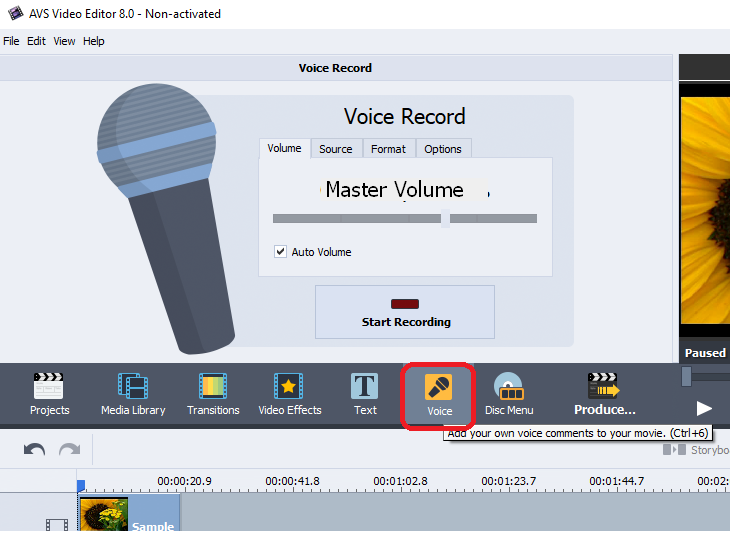 AVS Video Editor 8.0 - Non-activated
File Edit View Help
Voice Record
Voice Record
Volume Source Format Options
Master Volume
Auto Volume
Start Recording
Paused
Projects Media Library Transitions Video Effects Text Voice Disc Menu Produce...
Add your own voice comments to your movie. (Ctrl+6)
Storybo
00:00:20.9 00:00:41.8 00:01:02.8 00:01:23.7 00:01:44.7 00:02:
Sample